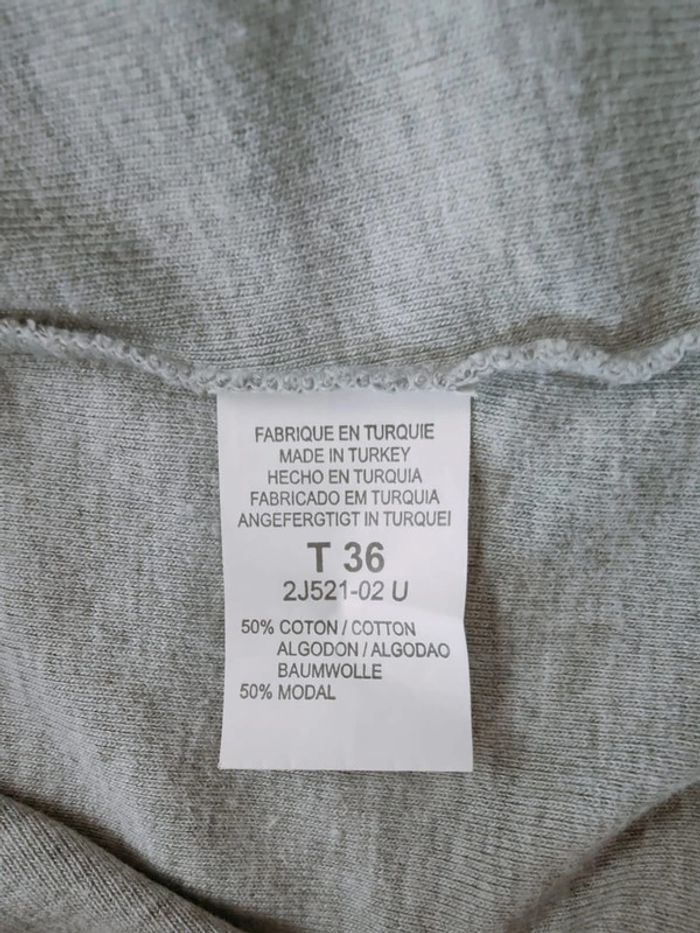 FABRIQUE EN TURQUIE
MADE IN TURKEY
HECHO EN TURQUIA
FABRICADO EM TURQUIA
ANGEFERGTIGT IN TURQUEI
T 36
2J521-02 U
50% COTON / COTTON
ALGODON / ALGODAO
BAUMWOLLE
50% MODAL